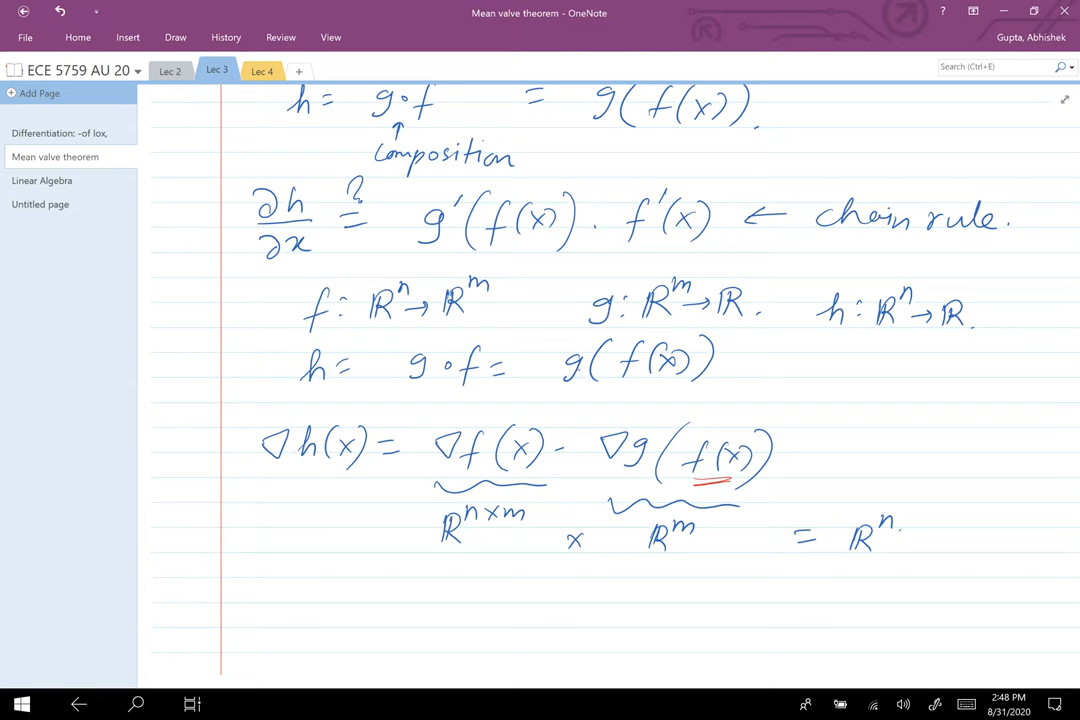 Mean valve theorem - OneNote
?
File Home Insert Draw History Review View
Gupta, Abhishek
ECE 5759 AU 20 Lec 2 Lec 3 Lec 4 +
Search (Ctrl+E)
Add Page
Differentiation: -of lox,
Mean valve theorem
Linear Algebra
Untitled page
h = g∘f = g(f(x)).
↑
composition
∂h/∂x ?= g'(f(x)) . f'(x) ← chain rule.
f : ℝⁿ → ℝᵐ g : ℝᵐ → ℝ. h : ℝⁿ → ℝ.
h = g∘f = g(f(x))
∇h(x) = ∇f(x) - ∇g(f(x))
ℝⁿˣᵐ × ℝᵐ = ℝⁿ.
2:48 PM
8/31/2020